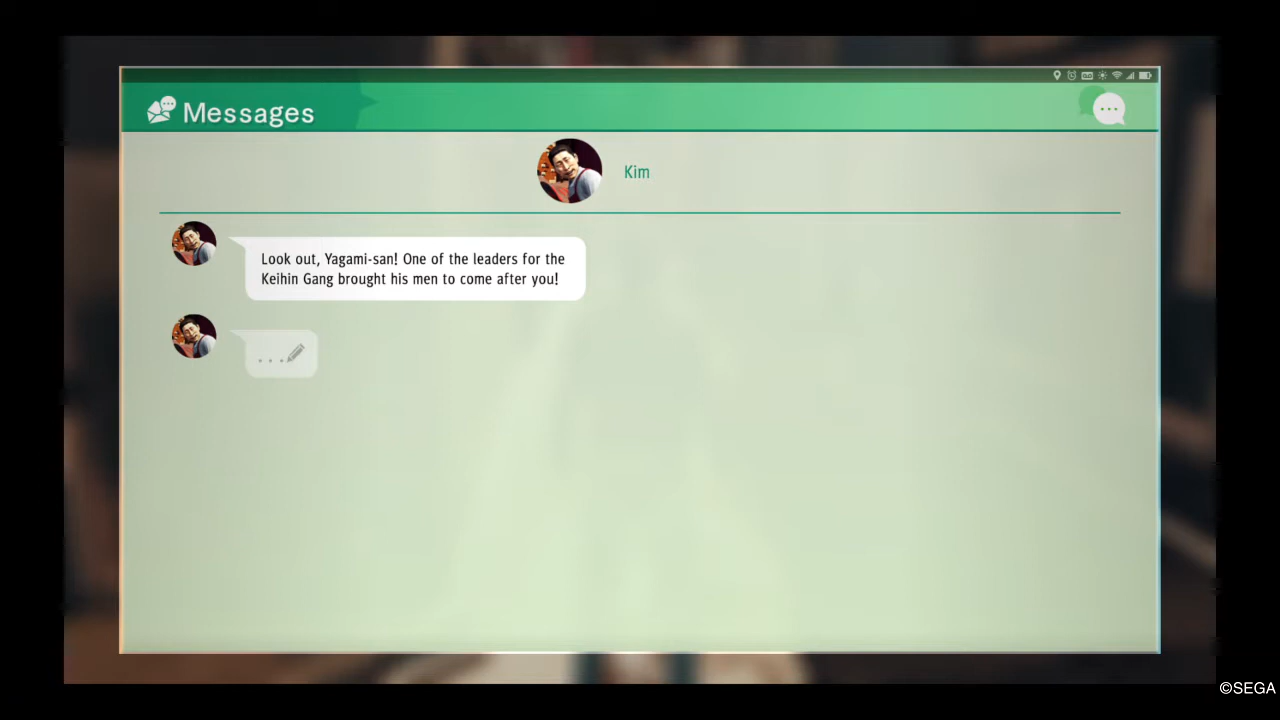 Messages
Kim
Look out, Yagami-san! One of the leaders for the
Keihin Gang brought his men to come after you!
...
©SEGA